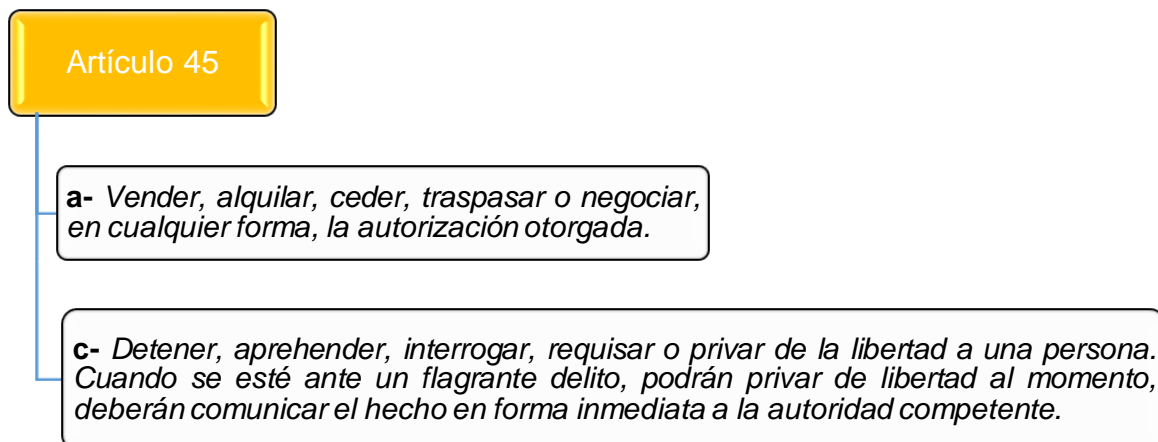 Artículo 45
a- Vender, alquilar, ceder, traspasar o negociar,
en cualquier forma, la autorización otorgada.
c- Detener, aprehender, interrogar, requisar o privar de la libertad a una persona.
Cuando se esté ante un flagrante delito, podrán privar de libertad al momento,
deberán comunicar el hecho en forma inmediata a la autoridad competente.